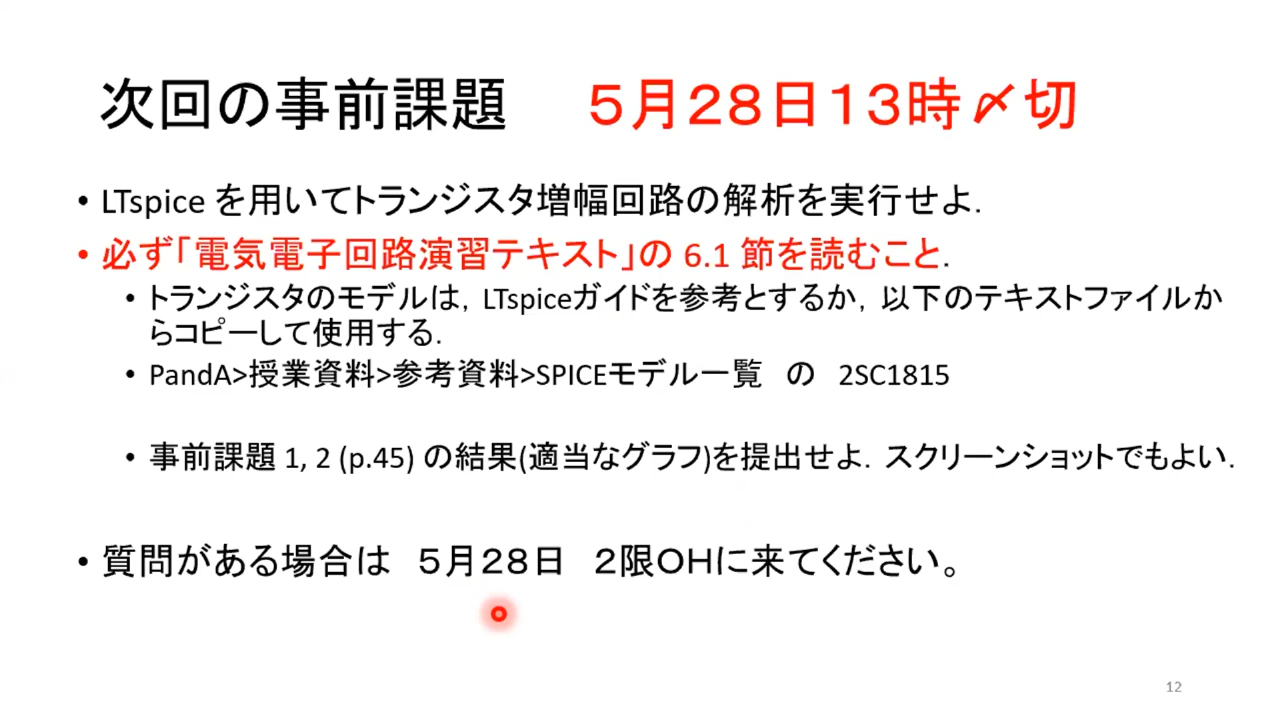 次回の事前課題　５月２８日１３時〆切
• LTspice を用いてトランジスタ増幅回路の解析を実行せよ．
• 必ず「電気電子回路演習テキスト」の 6.1 節を読むこと．
• トランジスタのモデルは，LTspiceガイドを参考とするか，以下のテキストファイルか
らコピーして使用する．
• PandA>授業資料>参考資料>SPICEモデル一覧　の　2SC1815
• 事前課題 1, 2 (p.45) の結果(適当なグラフ)を提出せよ．スクリーンショットでもよい．
• 質問がある場合は　５月２８日　２限OHに来てください。
12